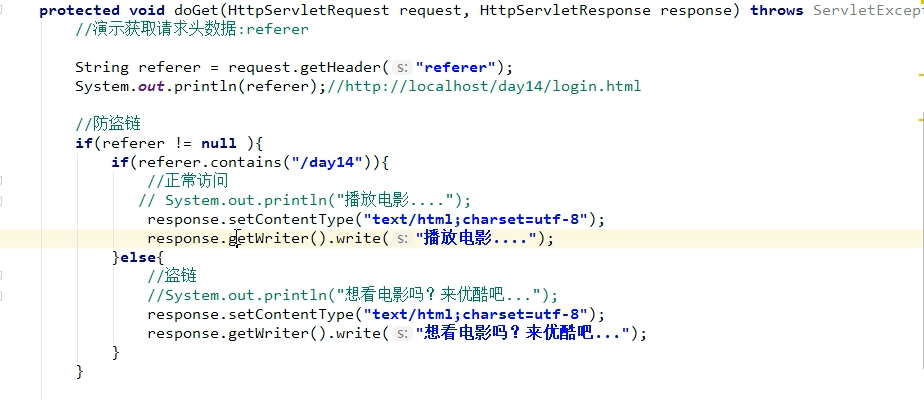 protected void doGet(HttpServletRequest request, HttpServletResponse response) throws ServletExcept
//演示获取请求头数据:referer
String referer = request.getHeader( s: "referer");
System.out.println(referer);//http://localhost/day14/login.html
//防盗链
if(referer != null ){
if(referer.contains("/day14")){
//正常访问
// System.out.println("播放电影....");
response.setContentType("text/html;charset=utf-8");
response.getWriter().write( s: "播放电影....");
}else{
//盗链
//System.out.println("想看电影吗？来优酷吧...");
response.setContentType("text/html;charset=utf-8");
response.getWriter().write( s: "想看电影吗？来优酷吧...");
}
}